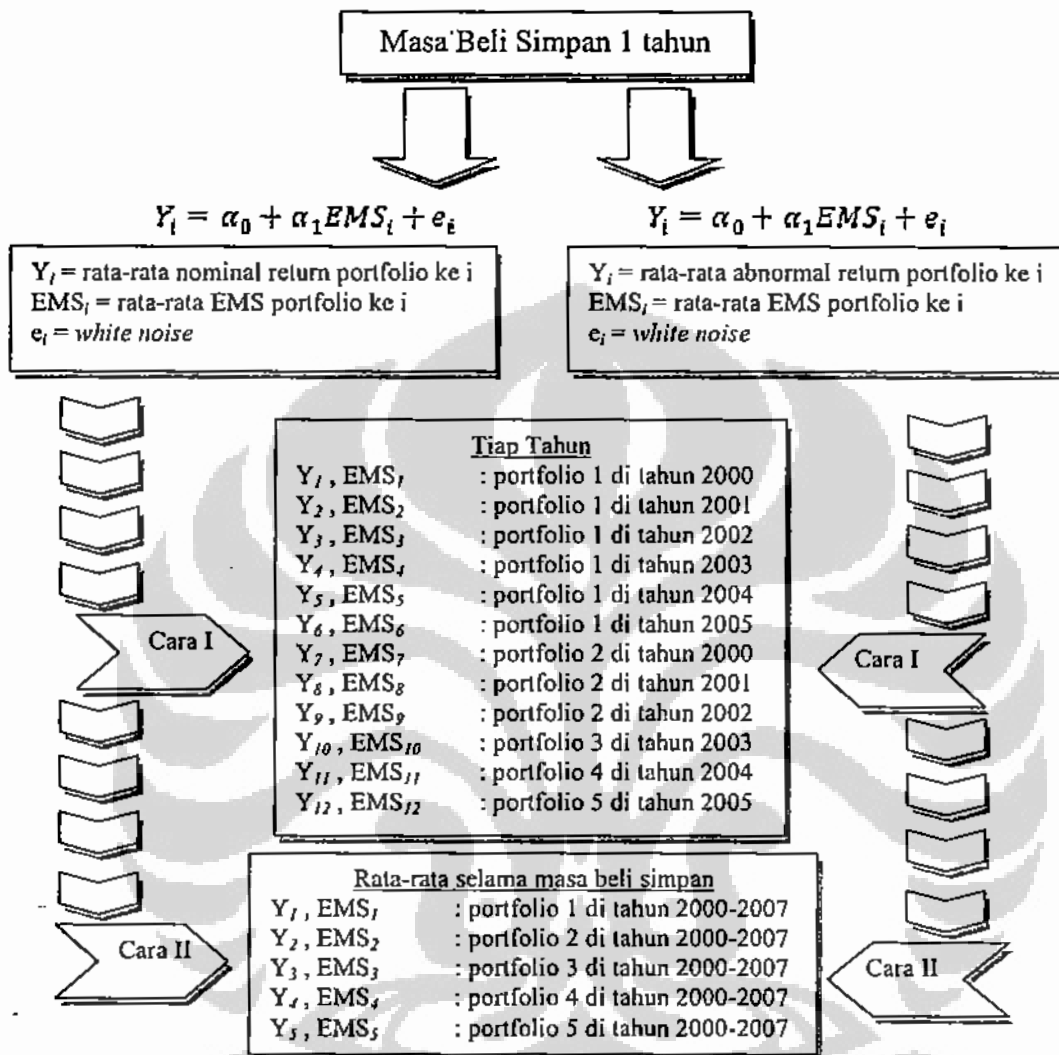 Masa Beli Simpan 1 tahun
Yᵢ = α₀ + α₁EMSᵢ + eᵢ
Yᵢ = rata-rata nominal return portfolio ke i
EMSᵢ = rata-rata EMS portfolio ke i
eᵢ = white noise
Yᵢ = α₀ + α₁EMSᵢ + eᵢ
Yᵢ = rata-rata abnormal return portfolio ke i
EMSᵢ = rata-rata EMS portfolio ke i
eᵢ = white noise
Tiap Tahun
Y₁ , EMS₁ : portfolio 1 di tahun 2000
Y₂ , EMS₂ : portfolio 1 di tahun 2001
Y₃ , EMS₃ : portfolio 1 di tahun 2002
Y₄ , EMS₄ : portfolio 1 di tahun 2003
Y₅ , EMS₅ : portfolio 1 di tahun 2004
Y₆ , EMS₆ : portfolio 1 di tahun 2005
Y₇ , EMS₇ : portfolio 2 di tahun 2000
Y₈ , EMS₈ : portfolio 2 di tahun 2001
Y₉ , EMS₉ : portfolio 2 di tahun 2002
Y₁₀ , EMS₁₀ : portfolio 3 di tahun 2003
Y₁₁ , EMS₁₁ : portfolio 4 di tahun 2004
Y₁₂ , EMS₁₂ : portfolio 5 di tahun 2005
Cara I
Cara I
Rata-rata selama masa beli simpan
Y₁ , EMS₁ : portfolio 1 di tahun 2000-2007
Y₂ , EMS₂ : portfolio 2 di tahun 2000-2007
Y₃ , EMS₃ : portfolio 3 di tahun 2000-2007
Y₄ , EMS₄ : portfolio 4 di tahun 2000-2007
Y₅ , EMS₅ : portfolio 5 di tahun 2000-2007
Cara II
Cara II